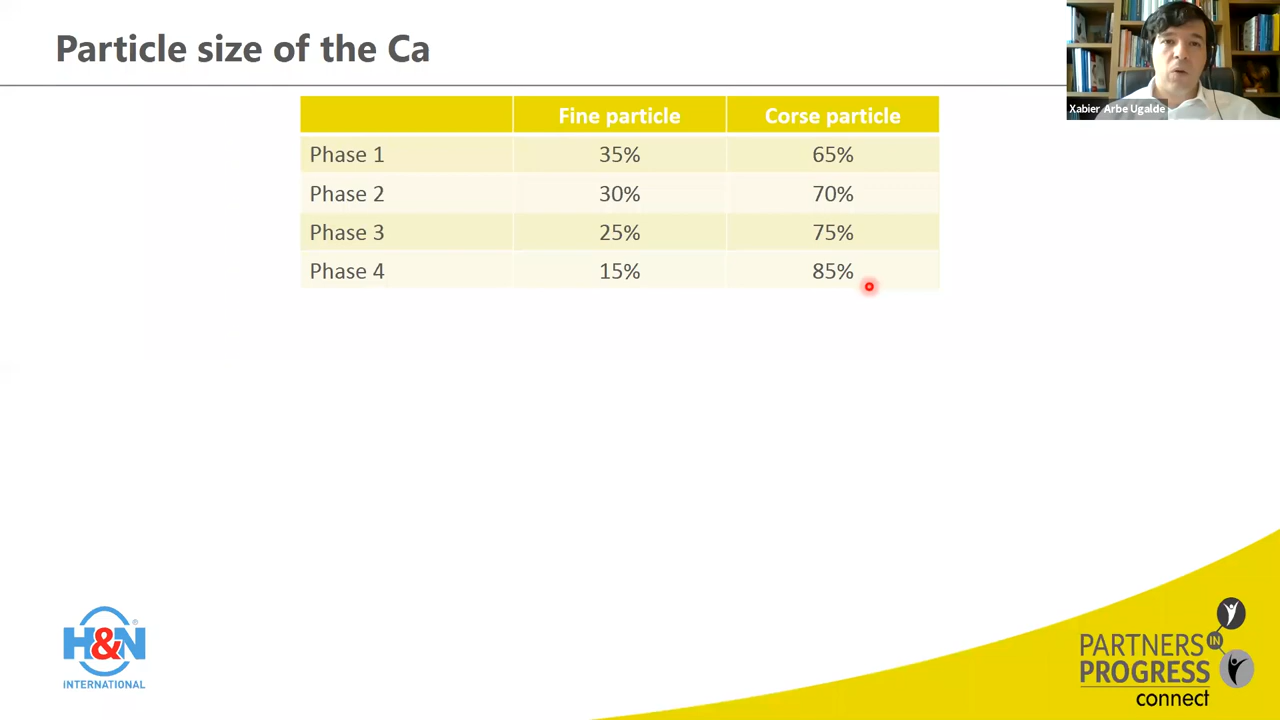 Particle size of the Ca
Xabier Arbe Ugalde
Fine particle Corse particle
Phase 1 35% 65%
Phase 2 30% 70%
Phase 3 25% 75%
Phase 4 15% 85%
H&N®
INTERNATIONAL
PARTNERS IN
PROGRESS
connect